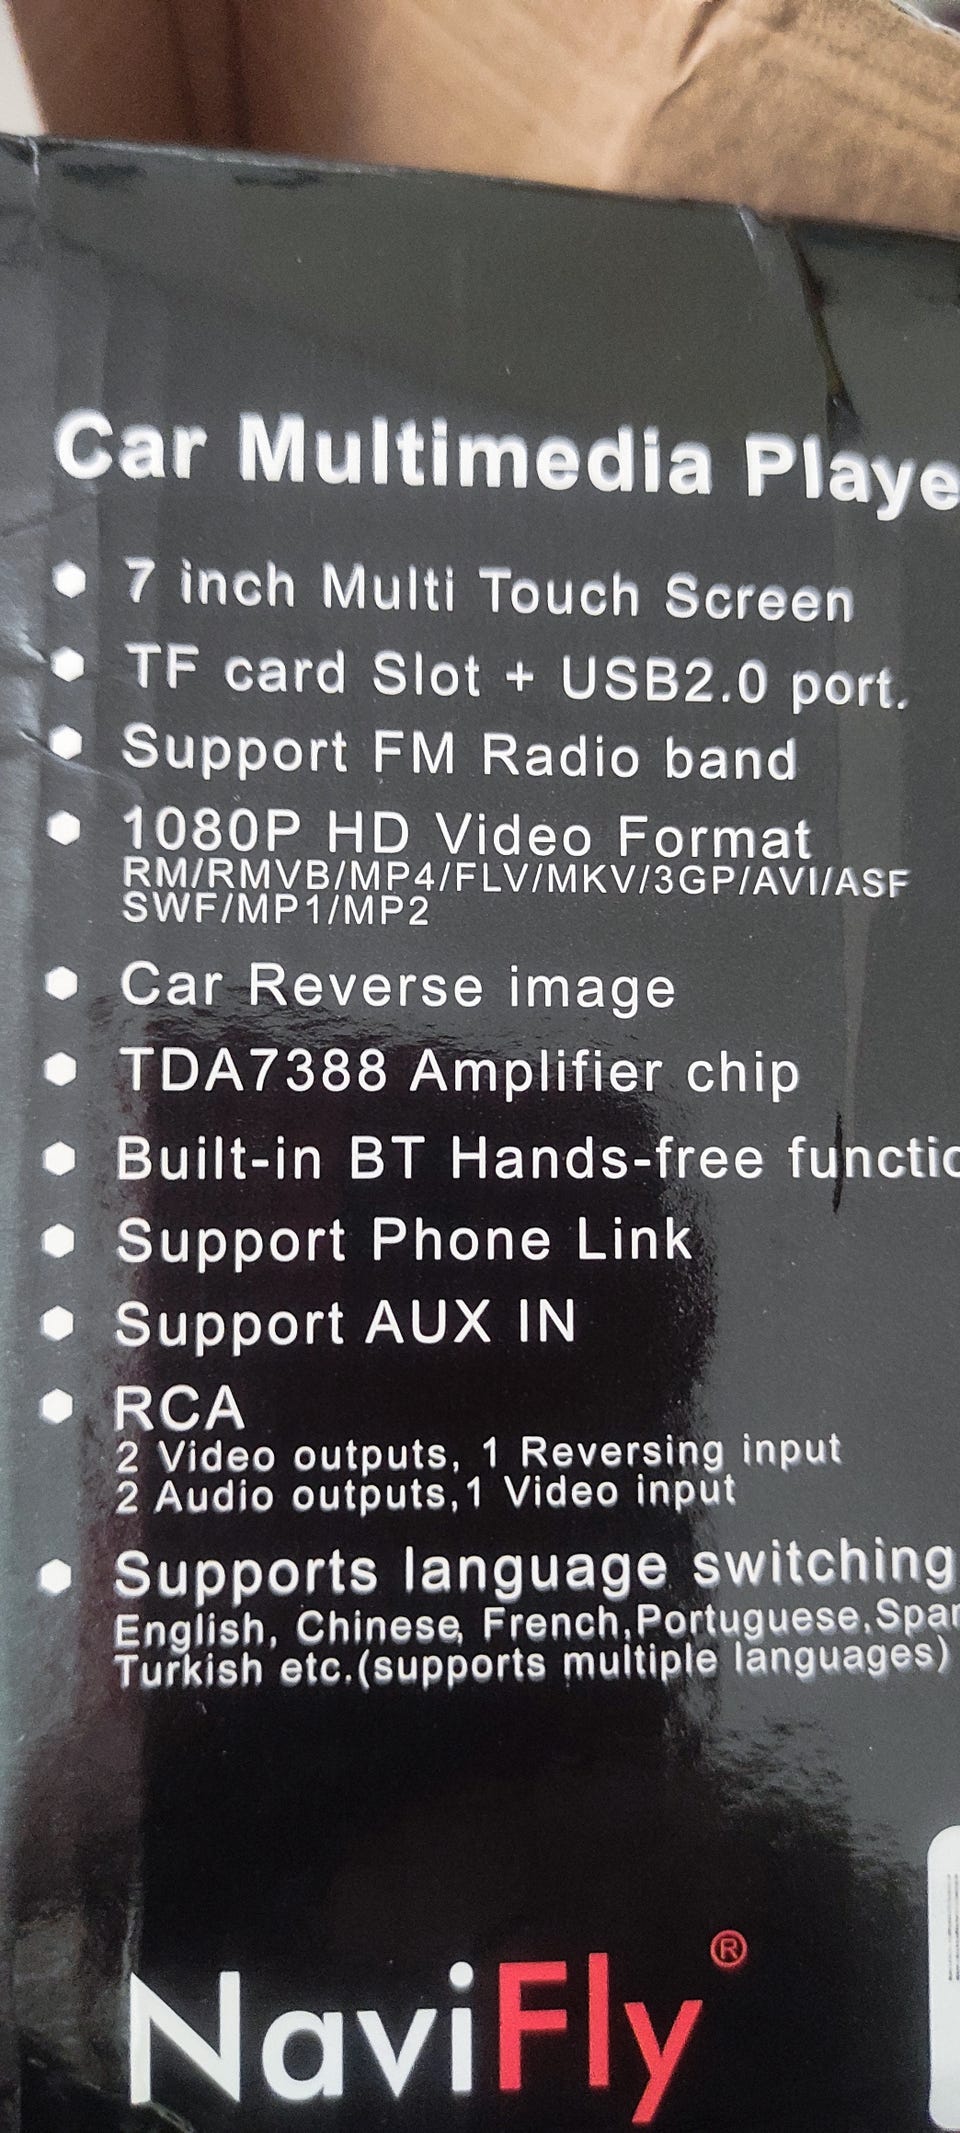 Car Multimedia Playe
7 inch Multi Touch Screen
TF card Slot + USB2.0 port.
Support FM Radio band
1080P HD Video Format
RM/RMVB/MP4/FLV/MKV/3GP/AVI/ASF
SWF/MP1/MP2
Car Reverse image
TDA7388 Amplifier chip
Built-in BT Hands-free functio
Support Phone Link
Support AUX IN
RCA
2 Video outputs, 1 Reversing input
2 Audio outputs,1 Video input
Supports language switching
English, Chinese, French,Portuguese,Span
Turkish etc.(supports multiple languages)
NaviFly®